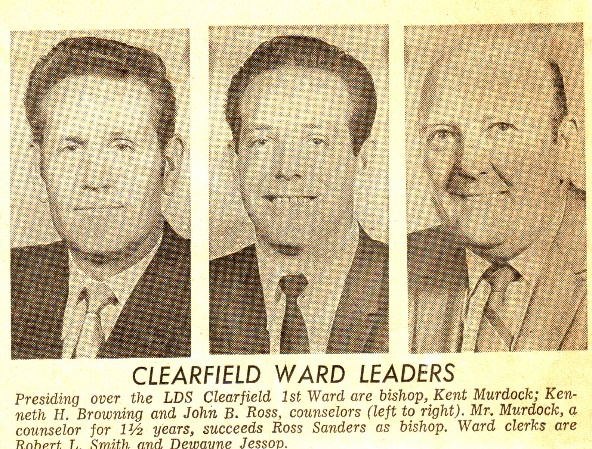 CLEARFIELD WARD LEADERS
Presiding over the LDS Clearfield 1st Ward are bishop, Kent Murdock; Ken-
neth H. Browning and John B. Ross, counselors (left to right). Mr. Murdock, a
counselor for 1½ years, succeeds Ross Sanders as bishop. Ward clerks are
Robert L. Smith and Dewayne Jessop.